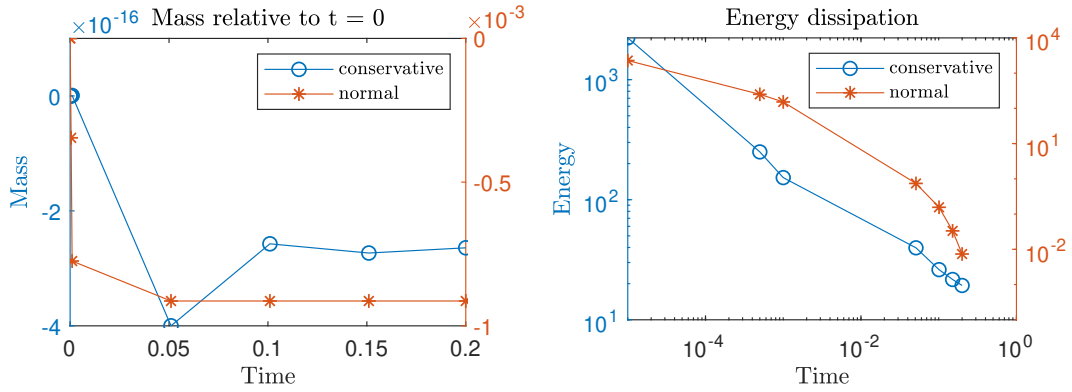 Mass relative to t = 0
×10^-16
×10^-3
conservative
normal
0
-2
-4
Mass
0
-0.5
-1
0
0.05
0.1
0.15
0.2
Time
Energy dissipation
conservative
normal
10^3
10^2
10^1
Energy
10^4
10^1
10^-2
10^-4
10^-2
10^0
Time